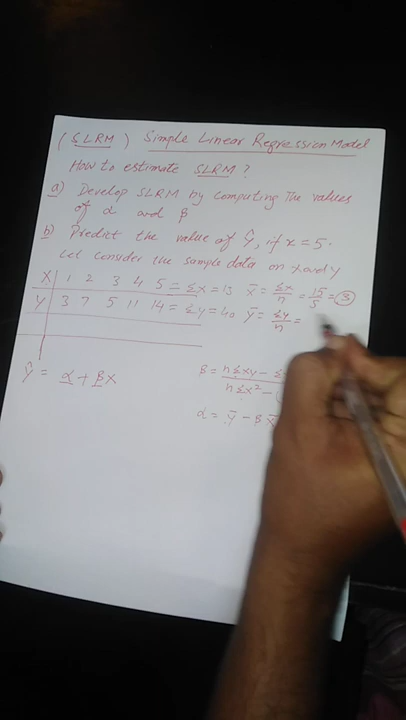 (SLRM) Simple Linear Regression Model
How to estimate SLRM?
a) Develop SLRM by computing The values
of α and β
b) Predict the value of Ŷ, if x = 5.
Let Consider the sample data on x and y
X 1 2 3 4 5 = ΣX = 15 X̄ = ΣX/n = 15/5 = 3
Y 3 7 5 11 14 = ΣY = 40 Ȳ = ΣY/n =
Ŷ = α + βX
β = nΣxy - Σ / nΣx² - (
α = Ȳ - β X̄